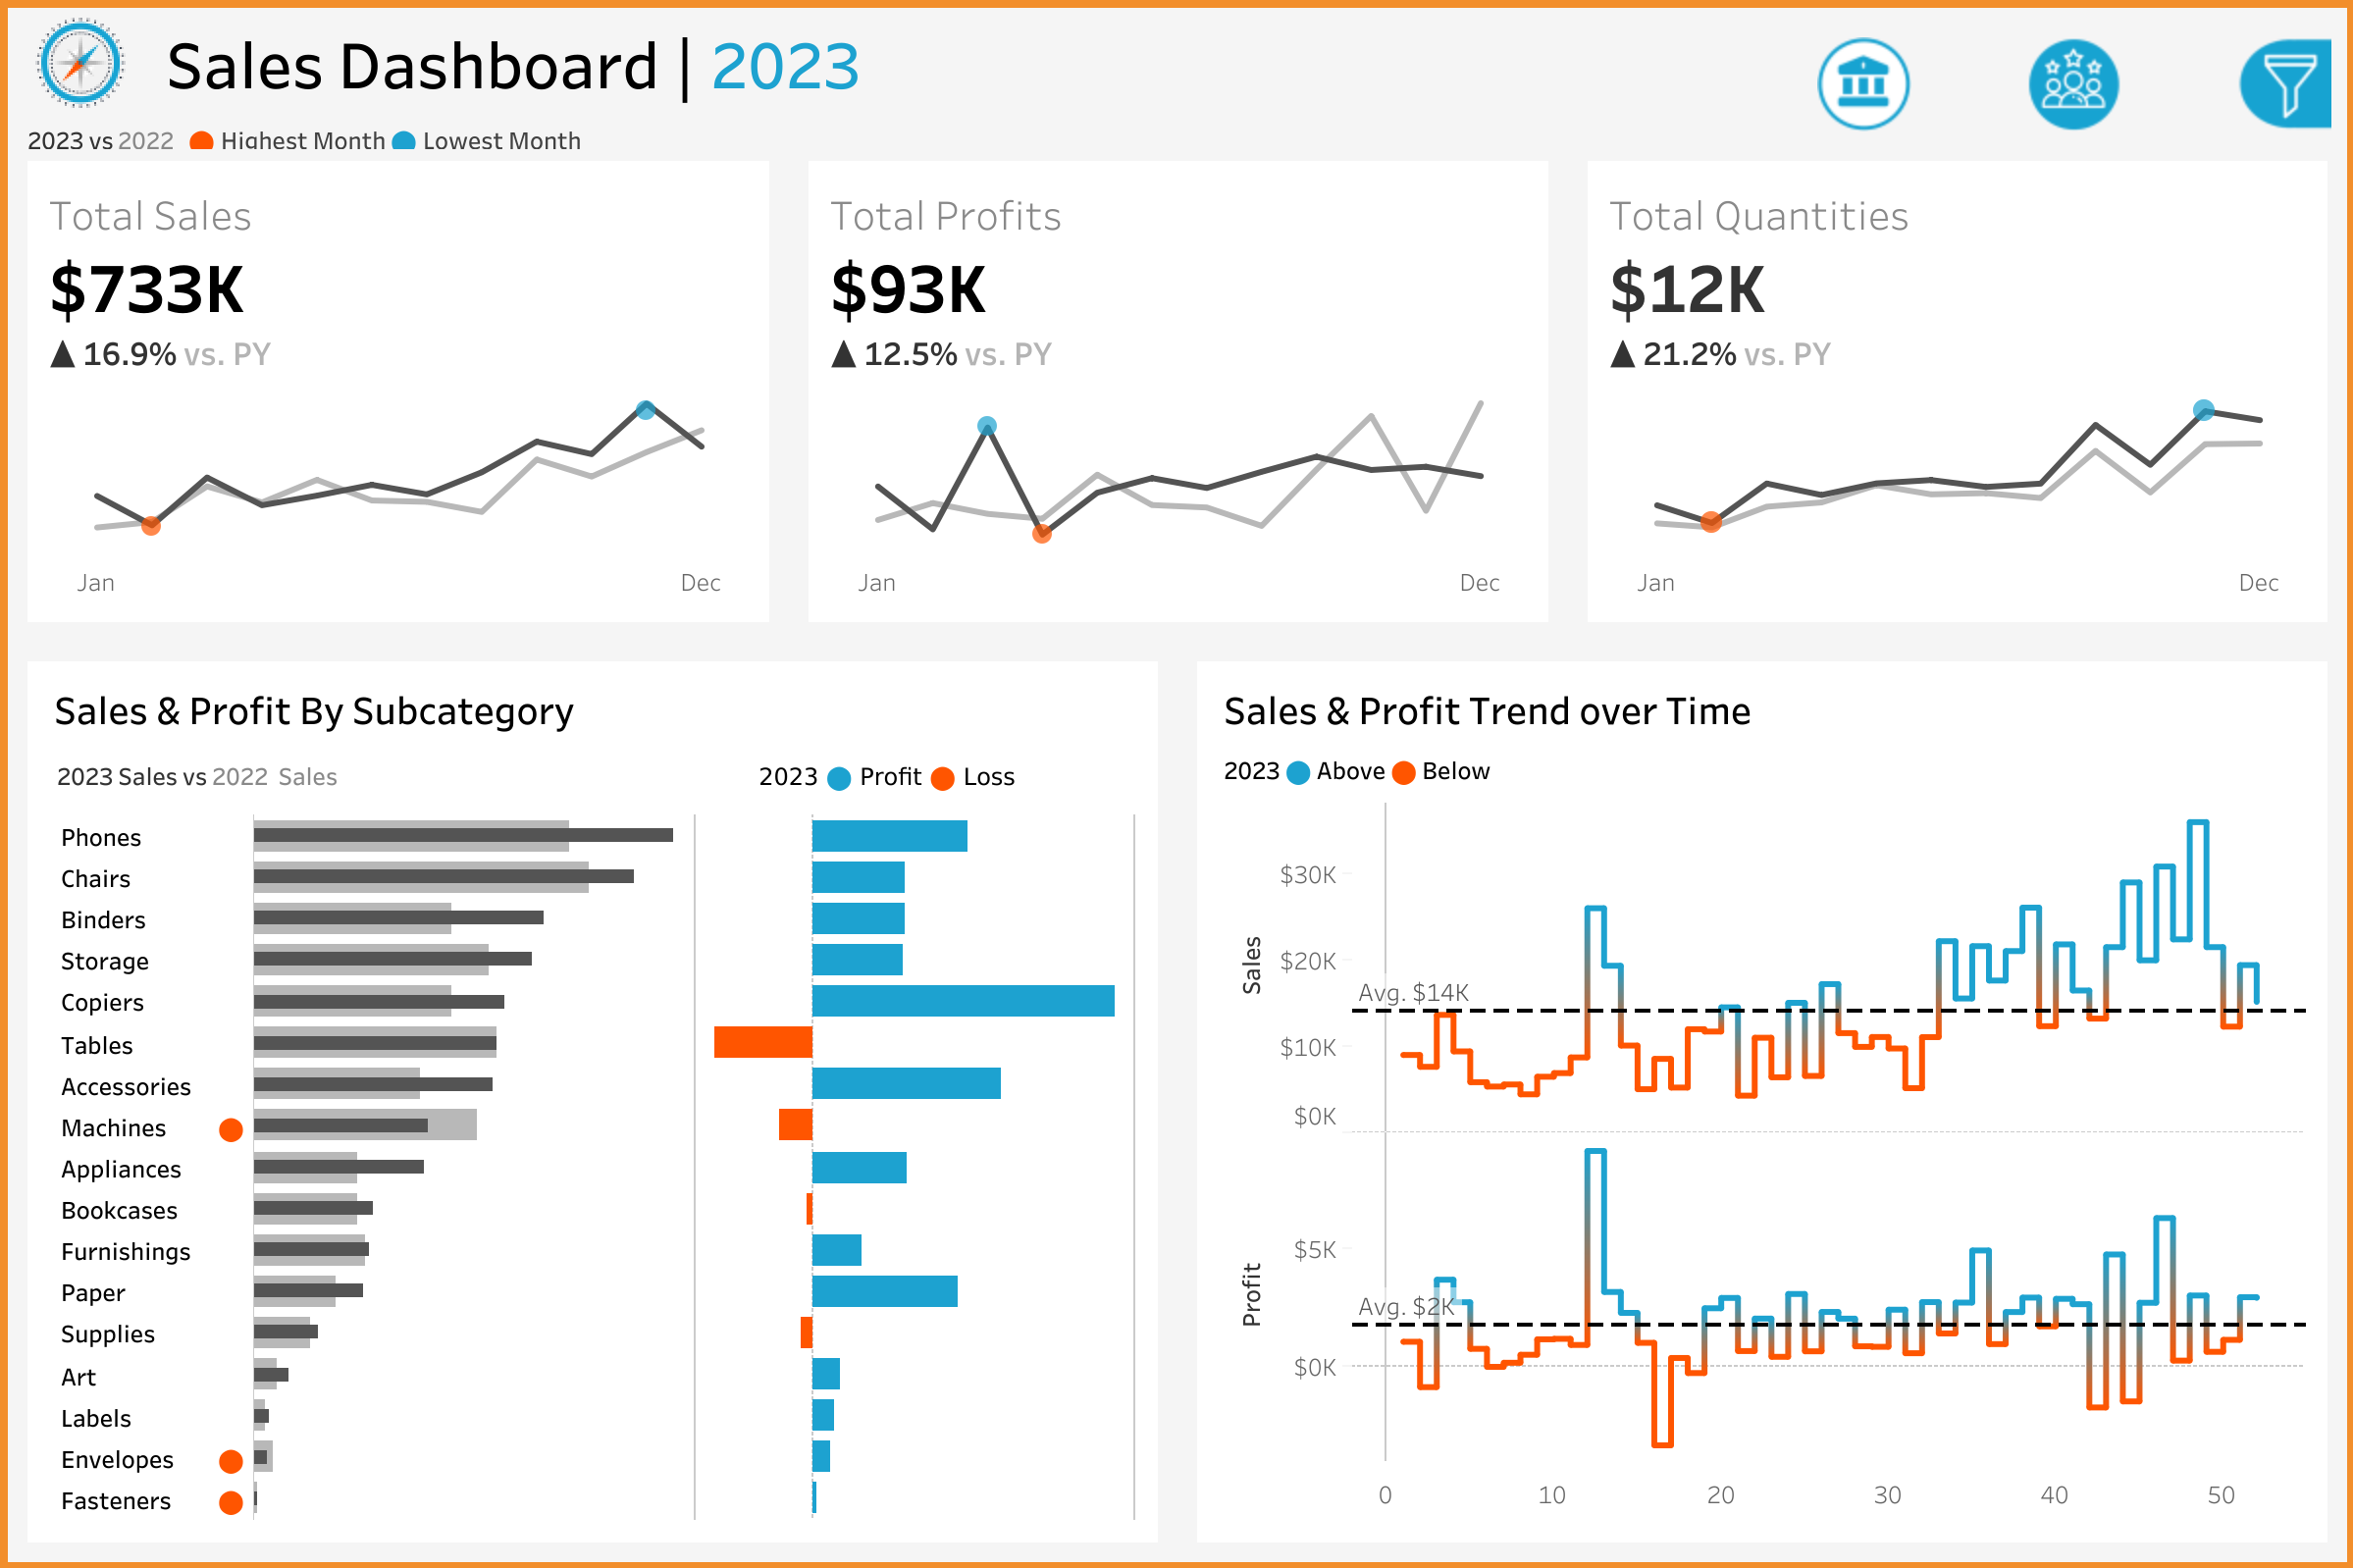 Sales Dashboard | 2023
2023 vs 2022 Highest Month Lowest Month
Total Sales
$733K
▲ 16.9% vs. PY
Jan Dec
Total Profits
$93K
▲ 12.5% vs. PY
Jan Dec
Total Quantities
$12K
▲ 21.2% vs. PY
Jan Dec
Sales & Profit By Subcategory
2023 Sales vs 2022 Sales
2023 Profit Loss
Phones
Chairs
Binders
Storage
Copiers
Tables
Accessories
Machines
Appliances
Bookcases
Furnishings
Paper
Supplies
Art
Labels
Envelopes
Fasteners
Sales & Profit Trend over Time
2023 Above Below
Sales
$30K
$20K
Avg. $14K
$10K
$0K
Profit
$5K
Avg. $2K
$0K
0 10 20 30 40 50